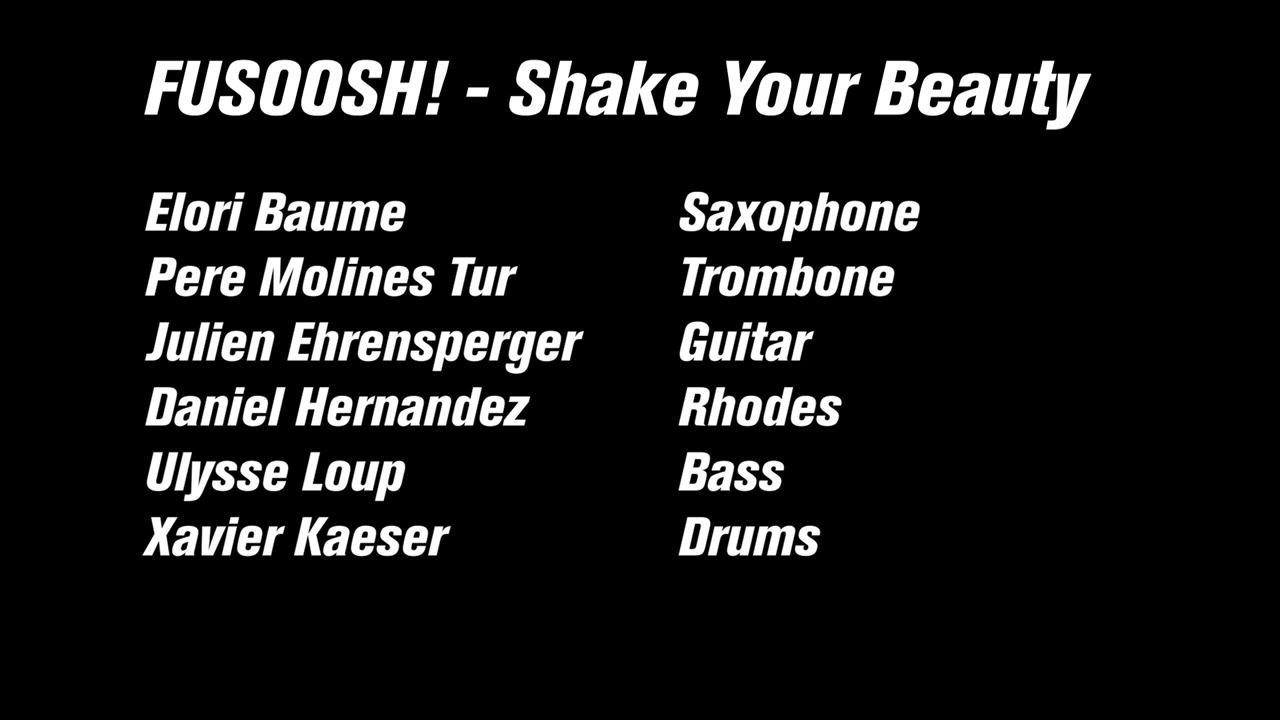 FUSOOSH! - Shake Your Beauty
Elori Baume Saxophone
Pere Molines Tur Trombone
Julien Ehrensperger Guitar
Daniel Hernandez Rhodes
Ulysse Loup Bass
Xavier Kaeser Drums